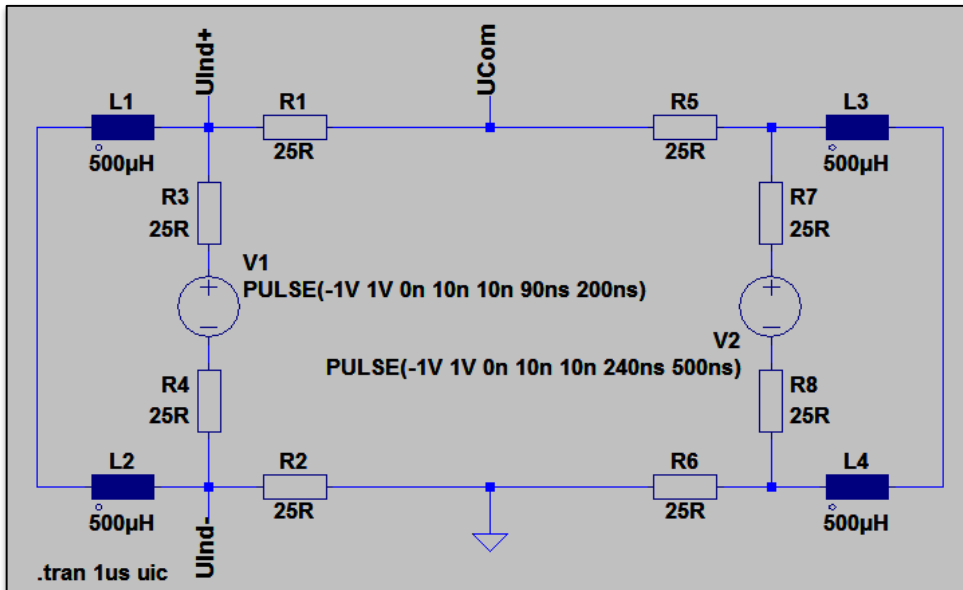 UInd+
UCom
L1
500µH
R1
25R
R5
25R
L3
500µH
R3
25R
R7
25R
V1
PULSE(-1V 1V 0n 10n 10n 90ns 200ns)
V2
PULSE(-1V 1V 0n 10n 10n 240ns 500ns)
R4
25R
R8
25R
L2
500µH
R2
25R
R6
25R
L4
500µH
UInd-
.tran 1us uic